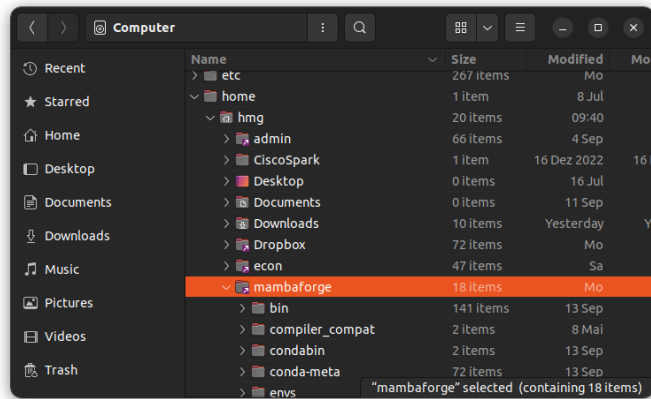 Computer
Name Size Modified Mo
Recent
Starred
Home
Desktop
Documents
Downloads
Music
Pictures
Videos
Trash
etc 267 items Mo
home 1 item 8 Jul
hmg 20 items 09:40
admin 66 items 4 Sep
CiscoSpark 1 item 16 Dez 2022 16
Desktop 0 items 16 Jul
Documents 0 items 11 Sep
Downloads 10 items Yesterday Y
Dropbox 72 items Mo
econ 47 items Sa
mambaforge 18 items Mo
bin 141 items 13 Sep
compiler_compat 2 items 8 Mai
condabin 2 items 13 Sep
conda-meta 72 items 13 Sep
envs
“mambaforge” selected (containing 18 items)